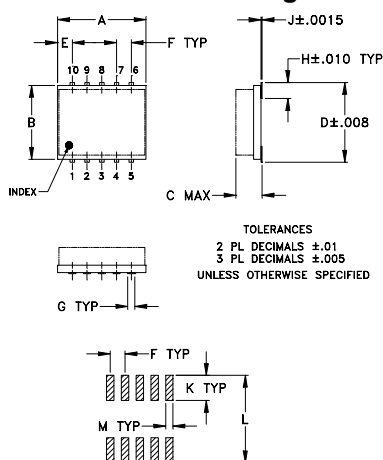 A
J±.0015
E
F TYP
H±.010 TYP
10 9 8 7 6
B
D±.008
INDEX
1 2 3 4 5
C MAX
TOLERANCES
2 PL DECIMALS ±.01
3 PL DECIMALS ±.005
UNLESS OTHERWISE SPECIFIED
G TYP
F TYP
K TYP
L
M TYP